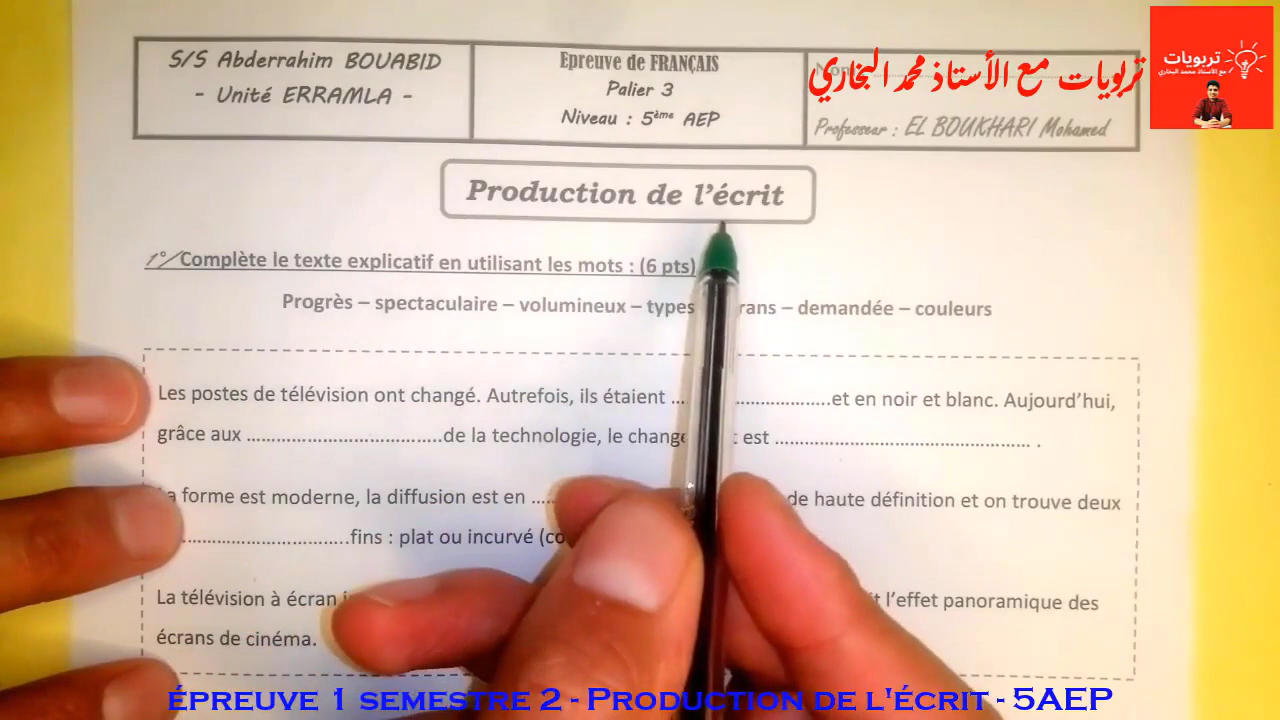 S/S Abderrahim BOUABID
- Unité ERRAMLA -
Epreuve de FRANÇAIS
Palier 3
Niveau : 5ème AEP
تربويات مع الأستاذ محمد البخاري
Professeur : EL BOUKHARI Mohamed
تربويات
مع الأستاذ محمد البخاري
Production de l'écrit
1°/ Complète le texte explicatif en utilisant les mots : (6 pts)
Progrès – spectaculaire – volumineux – types – demandée – couleurs
Les postes de télévision ont changé. Autrefois, ils étaient ........................et en noir et blanc. Aujourd'hui,
grâce aux ......................................de la technologie, le est .................................................. .
forme est moderne, la diffusion est en ..... de haute définition et on trouve deux
................................fins : plat ou incurvé
La télévision à écran l'effet panoramique des
écrans de cinéma.
épreuve 1 semestre 2 - Production de l'écrit - 5AEP